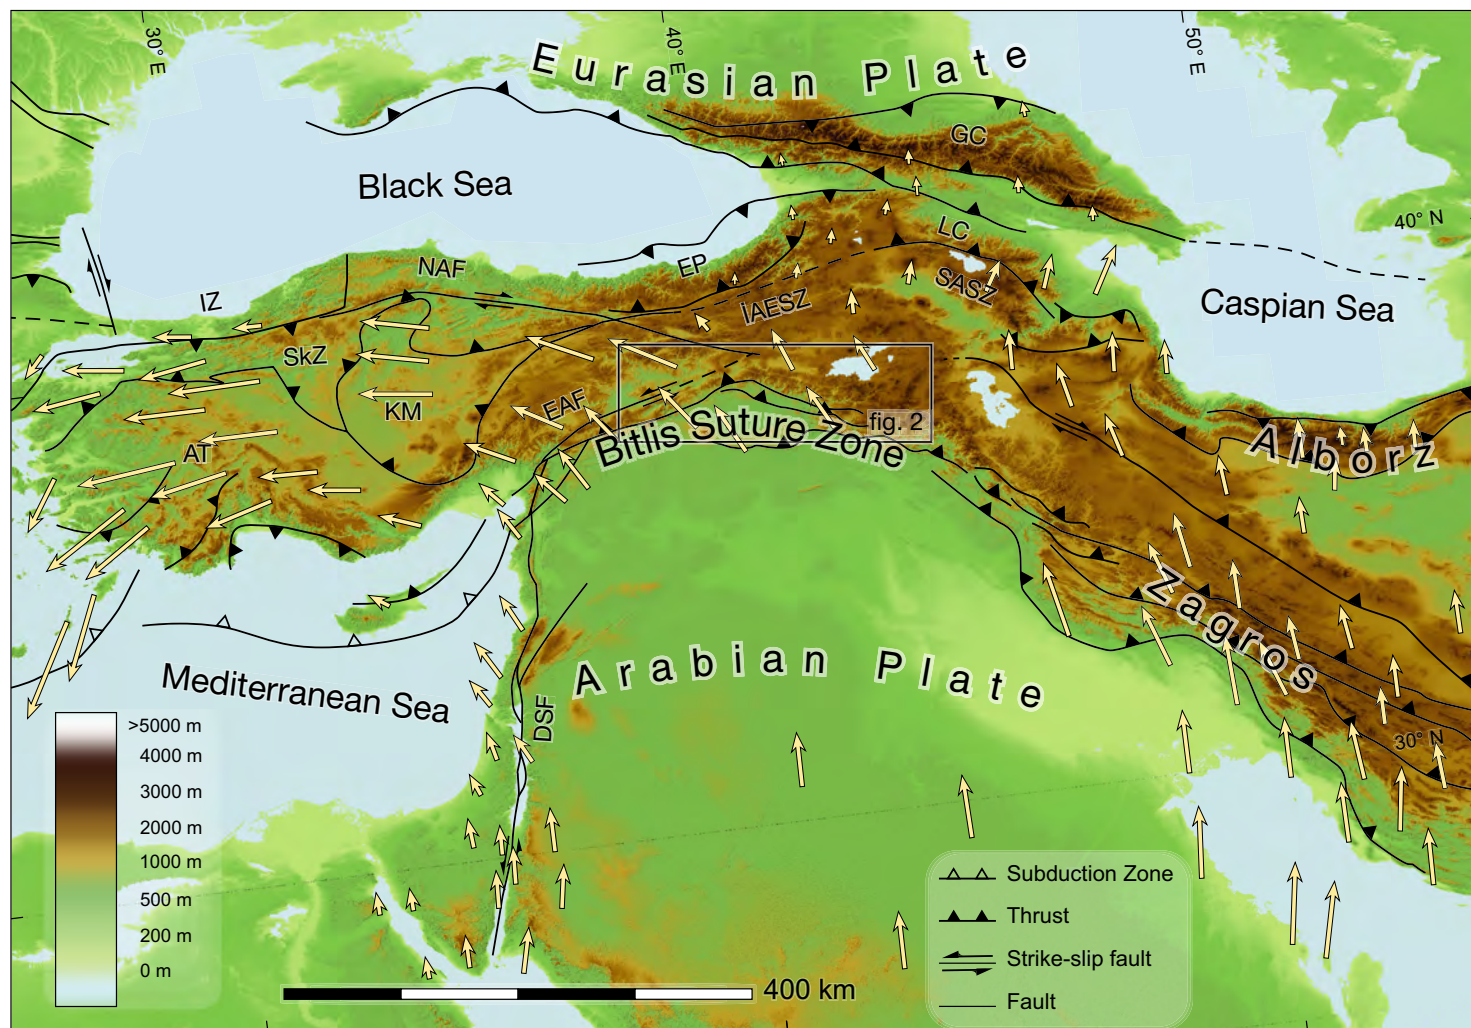 30° E
40° E
50° E
Eurasian Plate
GC
Black Sea
40° N
LC
NAF
EP
SASZ
IZ
İAESZ
Caspian Sea
SkZ
KM
EAF
fig. 2
Bitlis Suture Zone
Alborz
AT
Zagros
Arabian Plate
Mediterranean Sea
DSF
30° N
>5000 m
4000 m
3000 m
2000 m
1000 m
500 m
200 m
0 m
Subduction Zone
Thrust
Strike-slip fault
Fault
400 km